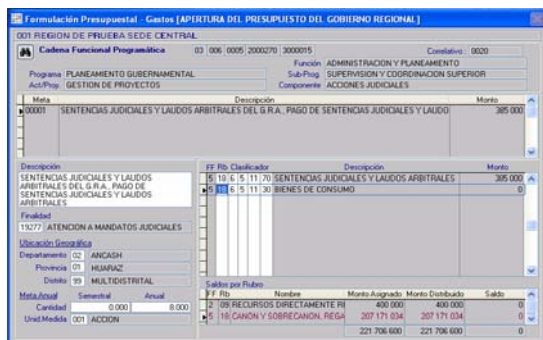 Formulación Presupuestal - Gastos [APERTURA DEL PRESUPUESTO DEL GOBIERNO REGIONAL]
001 REGION DE PRUEBA SEDE CENTRAL
Cadena Funcional Programática 03 006 0005 2000270 3000015 Correlativo : 0020
Función ADMINISTRACION Y PLANEAMIENTO
Programa PLANEAMIENTO GUBERNAMENTAL Sub-Prog. SUPERVISION Y COORDINACION SUPERIOR
Act/Proy. GESTION DE PROYECTOS Componente ACCIONES JUDICIALES
Meta Descripción Monto
00001 SENTENCIAS JUDICIALES Y LAUDOS ARBITRALES DEL G.R.A., PAGO DE SENTENCIAS JUDICIALES Y LAUDO 385 000
Descripción
SENTENCIAS JUDICIALES Y LAUDOS
ARBITRALES DEL G.R.A., PAGO DE
SENTENCIAS JUDICIALES Y LAUDOS
ARBITRALES
Finalidad
19277 ATENCION A MANDATOS JUDICIALES
Ubicación Geográfica
Departamento 02 ANCASH
Provincia 01 HUARAZ
Distrito 99 MULTIDISTRITAL
Meta Anual Semestral Anual
Cantidad 0.000 8.000
Unid.Medida 001 ACCION
FF Rb Clasificador Descripción Monto
5 18 6 5 11 70 SENTENCIAS JUDICIALES Y LAUDOS ARBITRALES 385 000
5 18 6 5 11 30 BIENES DE CONSUMO 0
Saldos por Rubro
FF Rb Nombre Monto Asignado Monto Distribuido Saldo
2 09 RECURSOS DIRECTAMENTE RE 400 000 400 000 0
5 18 CANON Y SOBRECANON, REGA 207 171 034 207 171 034 0
221 706 600 221 706 600 0